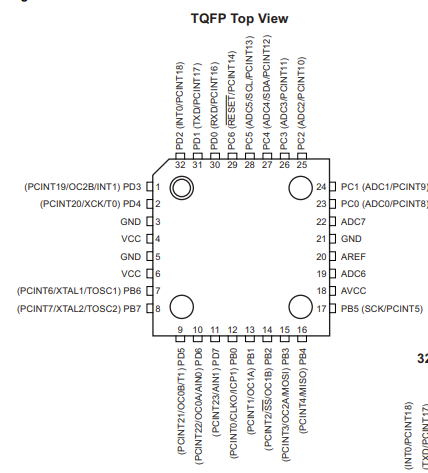 TQFP Top View
PD2 (INT0/PCINT18)
PD1 (TXD/PCINT17)
PD0 (RXD/PCINT16)
PC6 (RESET/PCINT14)
PC5 (ADC5/SCL/PCINT13)
PC4 (ADC4/SDA/PCINT12)
PC3 (ADC3/PCINT11)
PC2 (ADC2/PCINT10)
32 31 30 29 28 27 26 25
(PCINT19/OC2B/INT1) PD3 1
(PCINT20/XCK/T0) PD4 2
GND 3
VCC 4
GND 5
VCC 6
(PCINT6/XTAL1/TOSC1) PB6 7
(PCINT7/XTAL2/TOSC2) PB7 8
24 PC1 (ADC1/PCINT9)
23 PC0 (ADC0/PCINT8)
22 ADC7
21 GND
20 AREF
19 ADC6
18 AVCC
17 PB5 (SCK/PCINT5)
9 10 11 12 13 14 15 16
(PCINT21/OC0B/T1) PD5
(PCINT22/OC0A/AIN0) PD6
(PCINT23/AIN1) PD7
(PCINT0/CLKO/ICP1) PB0
(PCINT1/OC1A) PB1
(PCINT2/SS/OC1B) PB2
(PCINT3/OC2A/MOSI) PB3
(PCINT4/MISO) PB4
32
(INT0/PCINT18)
(TXD/PCINT17)